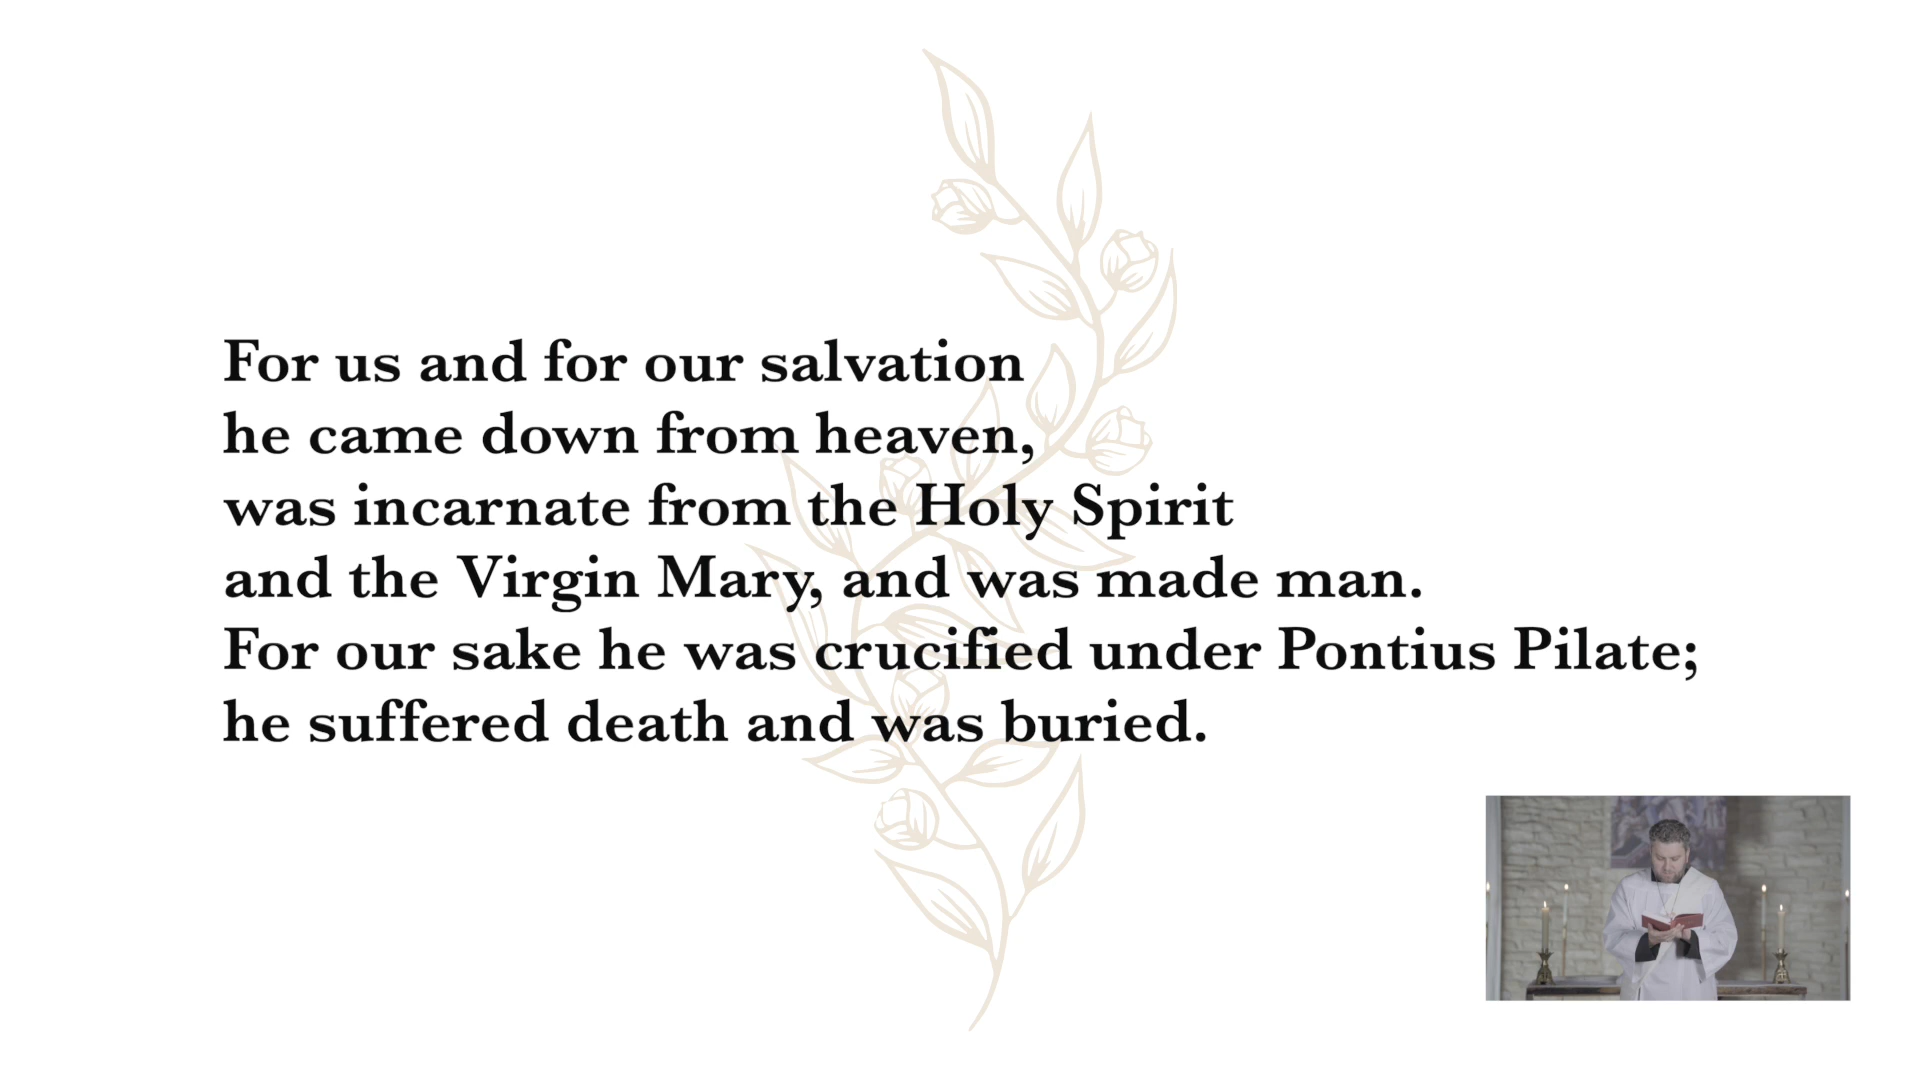 For us and for our salvation
he came down from heaven,
was incarnate from the Holy Spirit
and the Virgin Mary, and was made man.
For our sake he was crucified under Pontius Pilate;
he suffered death and was buried.